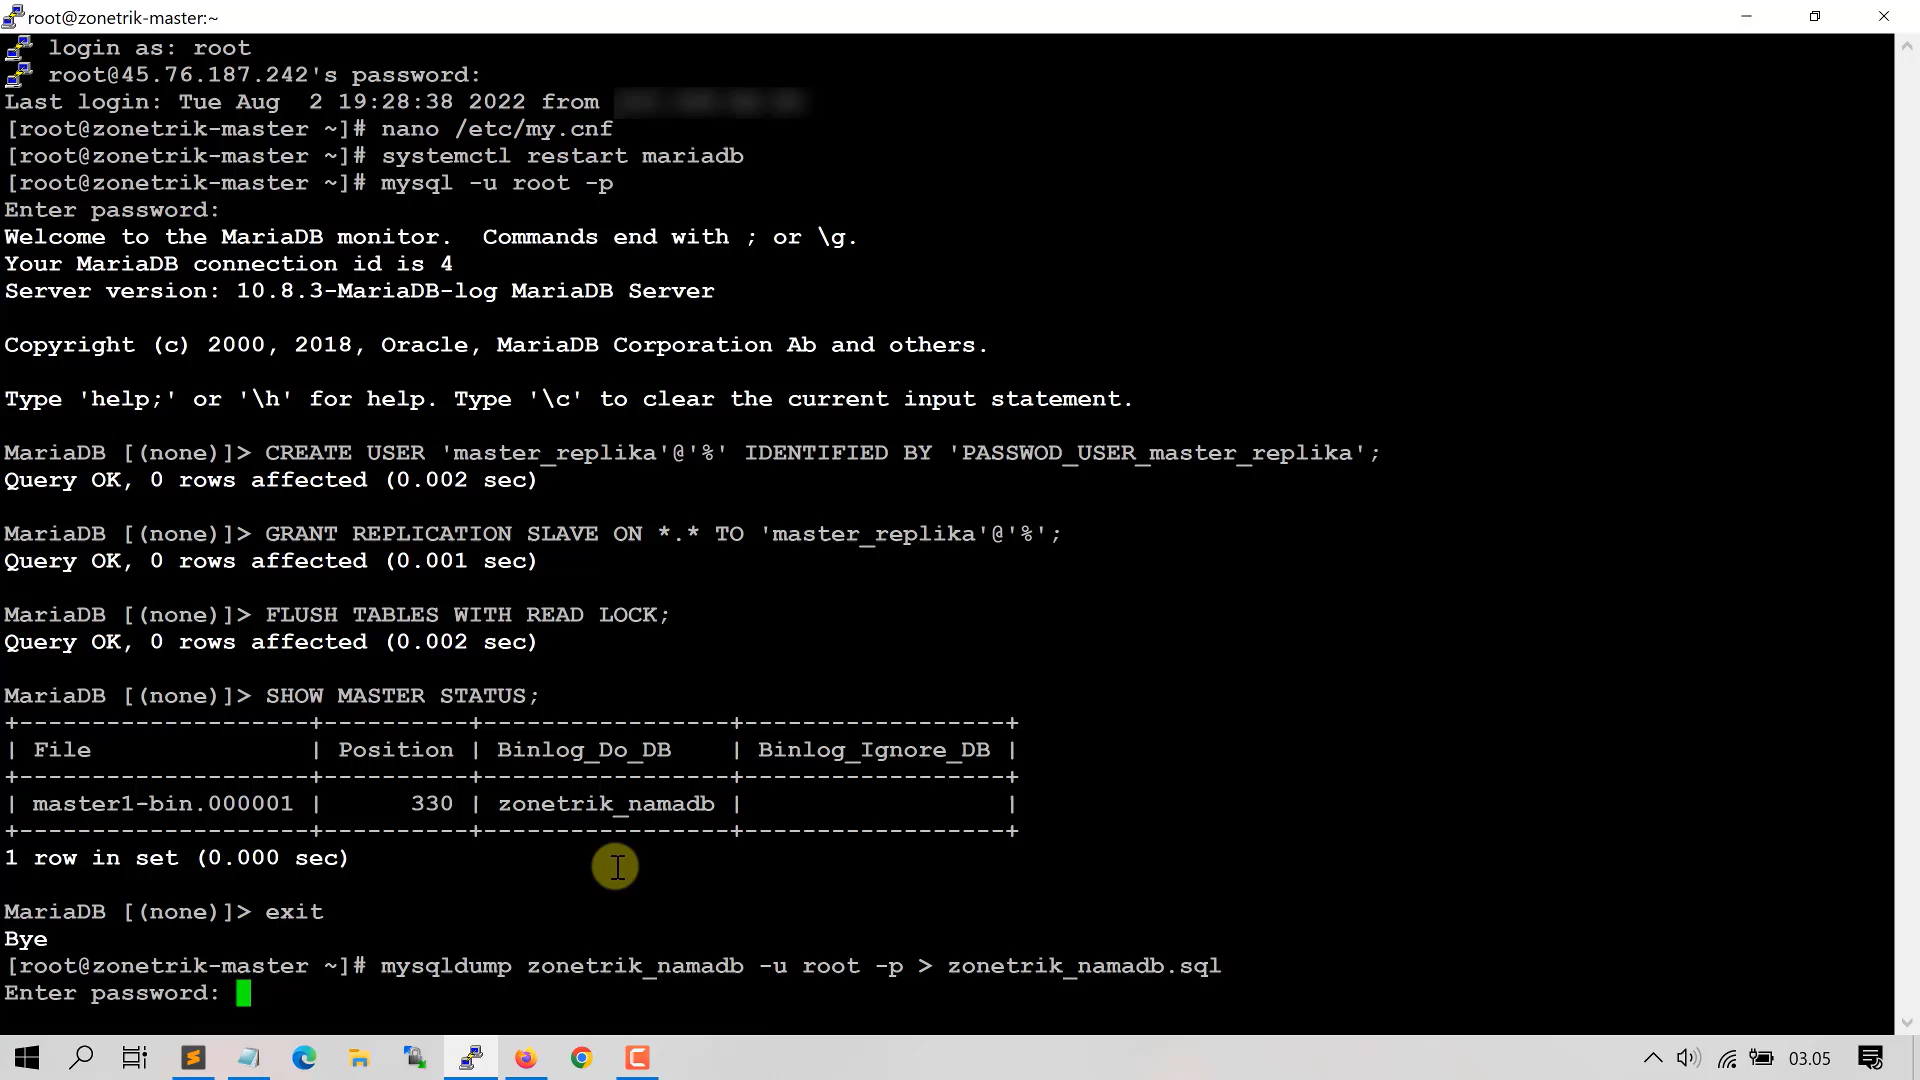 root@zonetrik-master:~
login as: root
root@45.76.187.242's password:
Last login: Tue Aug  2 19:28:38 2022 from
[root@zonetrik-master ~]# nano /etc/my.cnf
[root@zonetrik-master ~]# systemctl restart mariadb
[root@zonetrik-master ~]# mysql -u root -p
Enter password:
Welcome to the MariaDB monitor.  Commands end with ; or \g.
Your MariaDB connection id is 4
Server version: 10.8.3-MariaDB-log MariaDB Server
Copyright (c) 2000, 2018, Oracle, MariaDB Corporation Ab and others.
Type 'help;' or '\h' for help. Type '\c' to clear the current input statement.
MariaDB [(none)]> CREATE USER 'master_replika'@'%' IDENTIFIED BY 'PASSWOD_USER_master_replika';
Query OK, 0 rows affected (0.002 sec)
MariaDB [(none)]> GRANT REPLICATION SLAVE ON *.* TO 'master_replika'@'%';
Query OK, 0 rows affected (0.001 sec)
MariaDB [(none)]> FLUSH TABLES WITH READ LOCK;
Query OK, 0 rows affected (0.002 sec)
MariaDB [(none)]> SHOW MASTER STATUS;
+---------------------+----------+-----------------+------------------+
| File                | Position | Binlog_Do_DB    | Binlog_Ignore_DB |
+---------------------+----------+-----------------+------------------+
| master1-bin.000001 |      330 | zonetrik_namadb |                  |
+---------------------+----------+-----------------+------------------+
1 row in set (0.000 sec)
MariaDB [(none)]> exit
Bye
[root@zonetrik-master ~]# mysqldump zonetrik_namadb -u root -p > zonetrik_namadb.sql
Enter password:
03.05